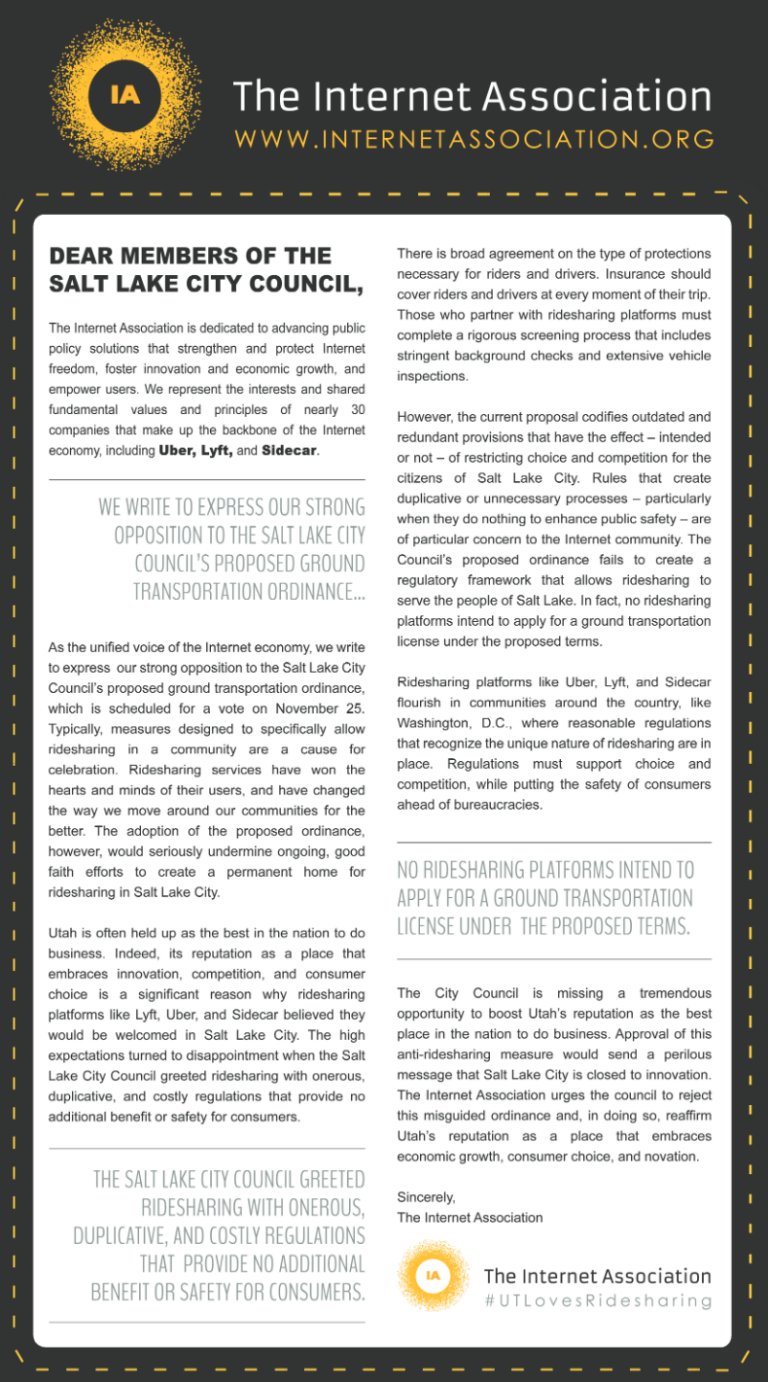 IA
The Internet Association
WWW.INTERNETASSOCIATION.ORG
DEAR MEMBERS OF THE
SALT LAKE CITY COUNCIL,
The Internet Association is dedicated to advancing public
policy solutions that strengthen and protect Internet
freedom, foster innovation and economic growth, and
empower users. We represent the interests and shared
fundamental values and principles of nearly 30
companies that make up the backbone of the Internet
economy, including Uber, Lyft, and Sidecar.
WE WRITE TO EXPRESS OUR STRONG
OPPOSITION TO THE SALT LAKE CITY
COUNCIL'S PROPOSED GROUND
TRANSPORTATION ORDINANCE...
As the unified voice of the Internet economy, we write
to express our strong opposition to the Salt Lake City
Council's proposed ground transportation ordinance,
which is scheduled for a vote on November 25.
Typically, measures designed to specifically allow
ridesharing in a community are a cause for
celebration. Ridesharing services have won the
hearts and minds of their users, and have changed
the way we move around our communities for the
better. The adoption of the proposed ordinance,
however, would seriously undermine ongoing, good
faith efforts to create a permanent home for
ridesharing in Salt Lake City.
Utah is often held up as the best in the nation to do
business. Indeed, its reputation as a place that
embraces innovation, competition, and consumer
choice is a significant reason why ridesharing
platforms like Lyft, Uber, and Sidecar believed they
would be welcomed in Salt Lake City. The high
expectations turned to disappointment when the Salt
Lake City Council greeted ridesharing with onerous,
duplicative, and costly regulations that provide no
additional benefit or safety for consumers.
THE SALT LAKE CITY COUNCIL GREETED
RIDESHARING WITH ONEROUS,
DUPLICATIVE, AND COSTLY REGULATIONS
THAT PROVIDE NO ADDITIONAL
BENEFIT OR SAFETY FOR CONSUMERS.
There is broad agreement on the type of protections
necessary for riders and drivers. Insurance should
cover riders and drivers at every moment of their trip.
Those who partner with ridesharing platforms must
complete a rigorous screening process that includes
stringent background checks and extensive vehicle
inspections.
However, the current proposal codifies outdated and
redundant provisions that have the effect – intended
or not – of restricting choice and competition for the
citizens of Salt Lake City. Rules that create
duplicative or unnecessary processes – particularly
when they do nothing to enhance public safety – are
of particular concern to the Internet community. The
Council's proposed ordinance fails to create a
regulatory framework that allows ridesharing to
serve the people of Salt Lake. In fact, no ridesharing
platforms intend to apply for a ground transportation
license under the proposed terms.
Ridesharing platforms like Uber, Lyft, and Sidecar
flourish in communities around the country, like
Washington, D.C., where reasonable regulations
that recognize the unique nature of ridesharing are in
place. Regulations must support choice and
competition, while putting the safety of consumers
ahead of bureaucracies.
NO RIDESHARING PLATFORMS INTEND TO
APPLY FOR A GROUND TRANSPORTATION
LICENSE UNDER THE PROPOSED TERMS.
The City Council is missing a tremendous
opportunity to boost Utah's reputation as the best
place in the nation to do business. Approval of this
anti-ridesharing measure would send a perilous
message that Salt Lake City is closed to innovation.
The Internet Association urges the council to reject
this misguided ordinance and, in doing so, reaffirm
Utah's reputation as a place that embraces
economic growth, consumer choice, and novation.
Sincerely,
The Internet Association
IA
The Internet Association
#UTLovesRidesharing